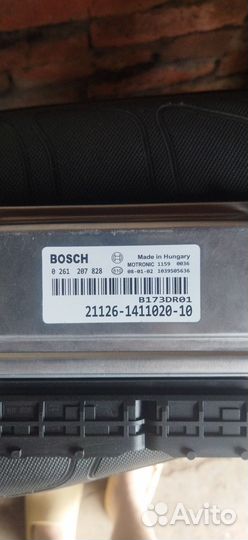 BOSCH
Made in Hungary
MOTRONIC 1159 0036
0 261 207 828
08-01-02 1039S05636
B173DR01
21126-1411020-10
Avito